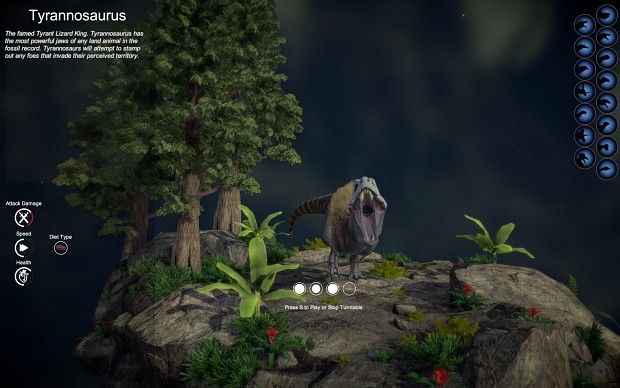 Tyrannosaurus
The famed Tyrant Lizard King. Tyrannosaurus has
the most powerful jaws of any land animal in the
fossil record. Tyrannosaurs will attempt to stamp
out any foes that invade their perceived territory.
Attack Damage
Speed
Diet Type
Health
Press S to Play or Stop Turntable